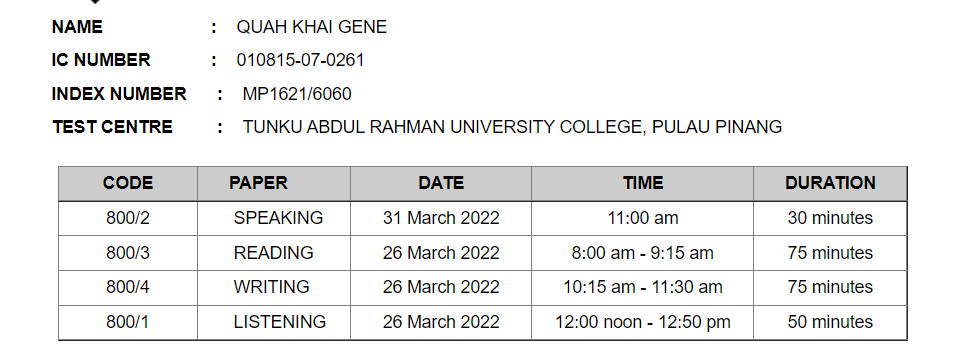 NAME : QUAH KHAI GENE
IC NUMBER : 010815-07-0261
INDEX NUMBER : MP1621/6060
TEST CENTRE : TUNKU ABDUL RAHMAN UNIVERSITY COLLEGE, PULAU PINANG
CODE PAPER DATE TIME DURATION
800/2 SPEAKING 31 March 2022 11:00 am 30 minutes
800/3 READING 26 March 2022 8:00 am - 9:15 am 75 minutes
800/4 WRITING 26 March 2022 10:15 am - 11:30 am 75 minutes
800/1 LISTENING 26 March 2022 12:00 noon - 12:50 pm 50 minutes